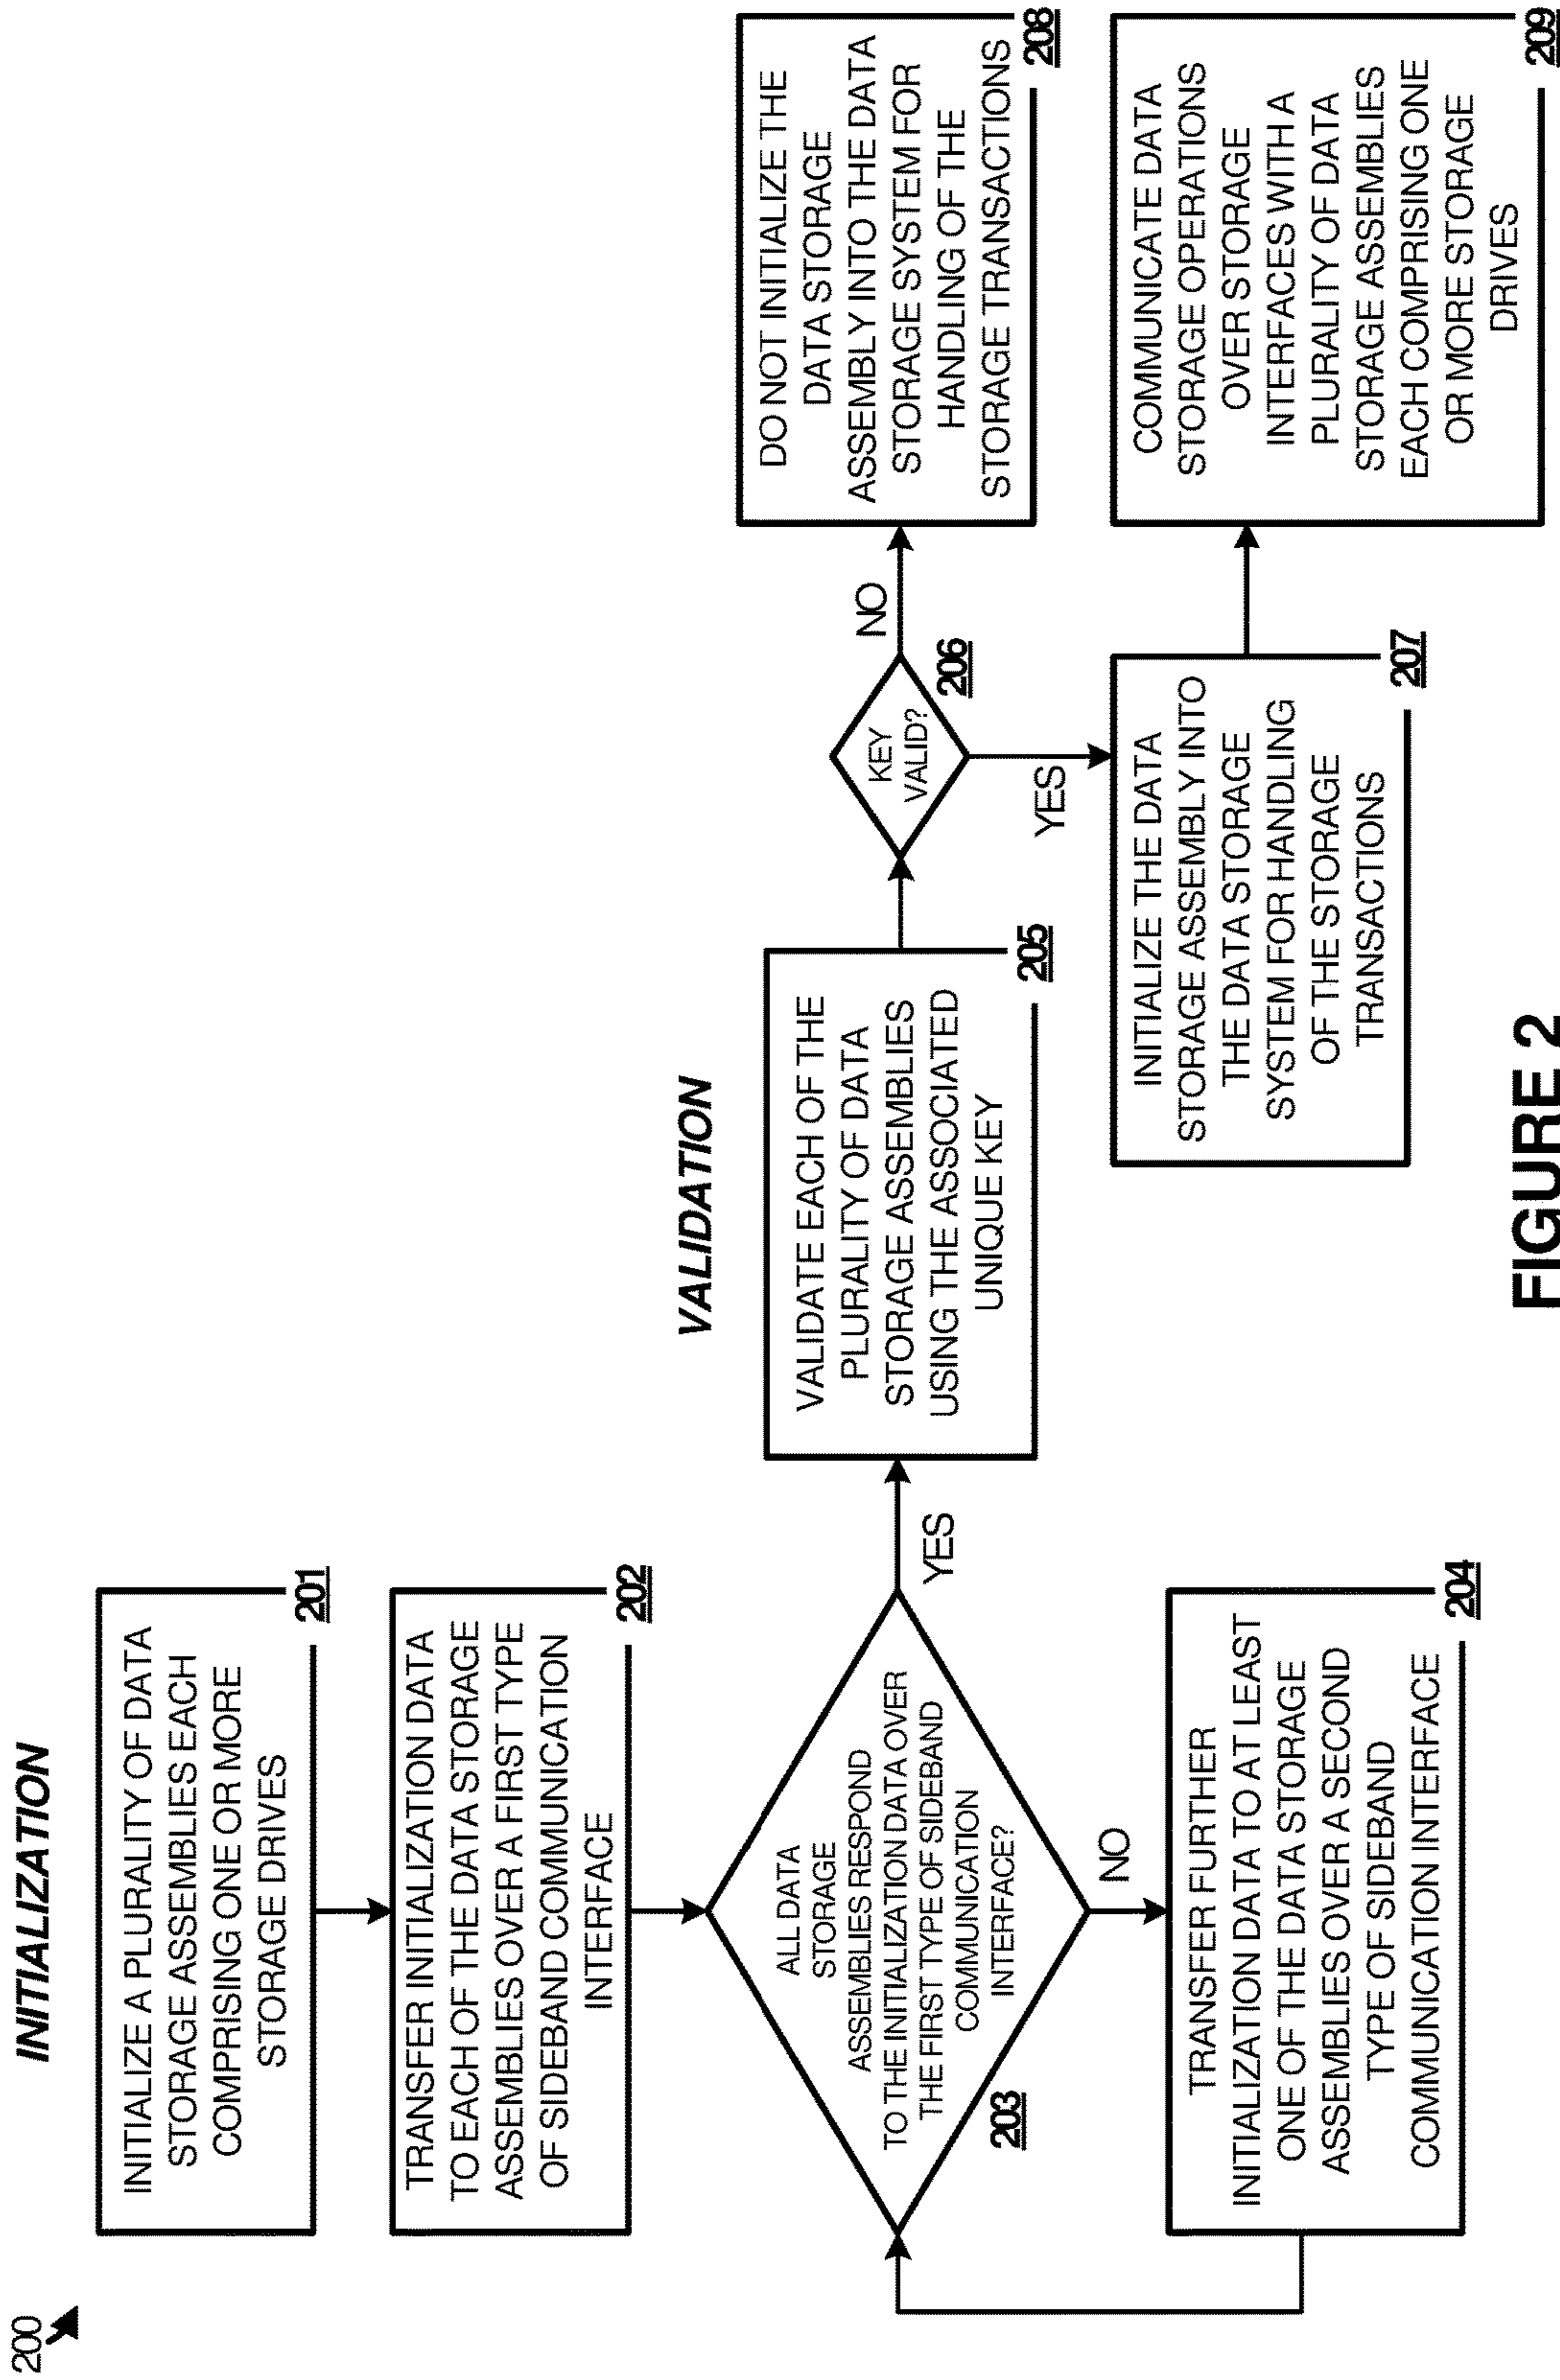 200
INITIALIZATION
INITIALIZE A PLURALITY OF DATA
STORAGE ASSEMBLIES EACH
COMPRISING ONE OR MORE
STORAGE DRIVES
201
TRANSFER INITIALIZATION DATA
TO EACH OF THE DATA STORAGE
ASSEMBLIES OVER A FIRST TYPE
OF SIDEBAND COMMUNICATION
INTERFACE
202
ALL DATA
STORAGE
ASSEMBLIES RESPOND
TO THE INITIALIZATION DATA OVER
THE FIRST TYPE OF SIDEBAND
COMMUNICATION
INTERFACE?
203
YES
NO
TRANSFER FURTHER
INITIALIZATION DATA TO AT LEAST
ONE OF THE DATA STORAGE
ASSEMBLIES OVER A SECOND
TYPE OF SIDEBAND
COMMUNICATION INTERFACE
204
VALIDATION
VALIDATE EACH OF THE
PLURALITY OF DATA
STORAGE ASSEMBLIES
USING THE ASSOCIATED
UNIQUE KEY
205
KEY
VALID?
206
NO
YES
INITIALIZE THE DATA
STORAGE ASSEMBLY INTO
THE DATA STORAGE
SYSTEM FOR HANDLING
OF THE STORAGE
TRANSACTIONS
207
DO NOT INITIALIZE THE
DATA STORAGE
ASSEMBLY INTO THE DATA
STORAGE SYSTEM FOR
HANDLING OF THE
STORAGE TRANSACTIONS
208
COMMUNICATE DATA
STORAGE OPERATIONS
OVER STORAGE
INTERFACES WITH A
PLURALITY OF DATA
STORAGE ASSEMBLIES
EACH COMPRISING ONE
OR MORE STORAGE
DRIVES
209
FIGURE 2